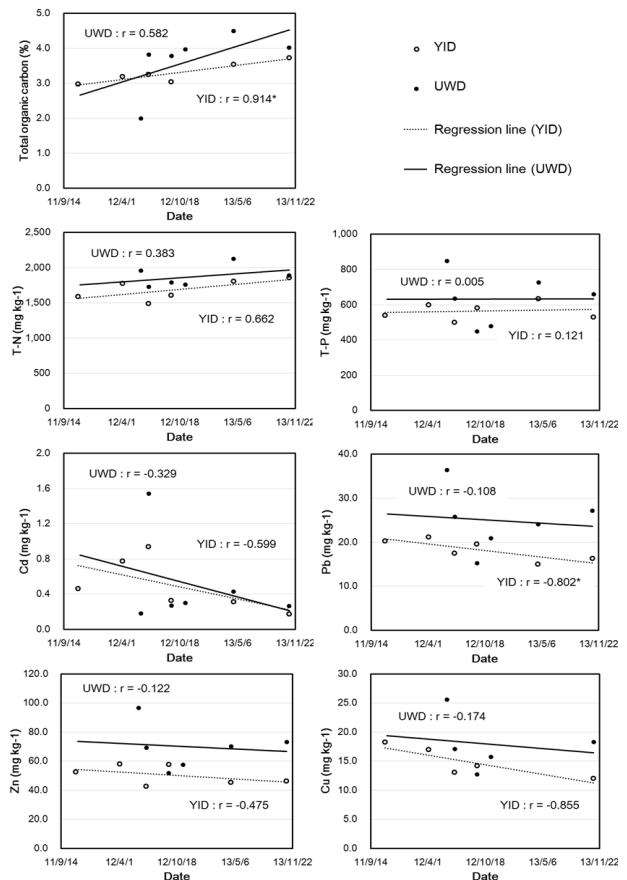 Total organic carbon (%)
6.0
5.0
4.0
3.0
2.0
1.0
0.0
UWD : r = 0.582
YID : r = 0.914*
11/9/14 12/4/1 12/10/18 13/5/6 13/11/22
Date
YID
UWD
Regression line (YID)
Regression line (UWD)
T-N (mg kg-1)
2,500
2,000
1,500
1,000
500
0
UWD : r = 0.383
YID : r = 0.662
11/9/14 12/4/1 12/10/18 13/5/6 13/11/22
Date
T-P (mg kg-1)
1,000
800
600
400
200
0
UWD : r = 0.005
YID : r = 0.121
11/9/14 12/4/1 12/10/18 13/5/6 13/11/22
Date
Cd (mg kg-1)
2.0
1.6
1.2
0.8
0.4
0.0
UWD : r = -0.329
YID : r = -0.599
11/9/14 12/4/1 12/10/18 13/5/6 13/11/22
Date
Pb (mg kg-1)
40.0
30.0
20.0
10.0
0.0
UWD : r = -0.108
YID : r = -0.802*
11/9/14 12/4/1 12/10/18 13/5/6 13/11/22
Date
Zn (mg kg-1)
120.0
100.0
80.0
60.0
40.0
20.0
0.0
UWD : r = -0.122
YID : r = -0.475
11/9/14 12/4/1 12/10/18 13/5/6 13/11/22
Date
Cu (mg kg-1)
30.0
25.0
20.0
15.0
10.0
5.0
0.0
UWD : r = -0.174
YID : r = -0.855
11/9/14 12/4/1 12/10/18 13/5/6 13/11/22
Date